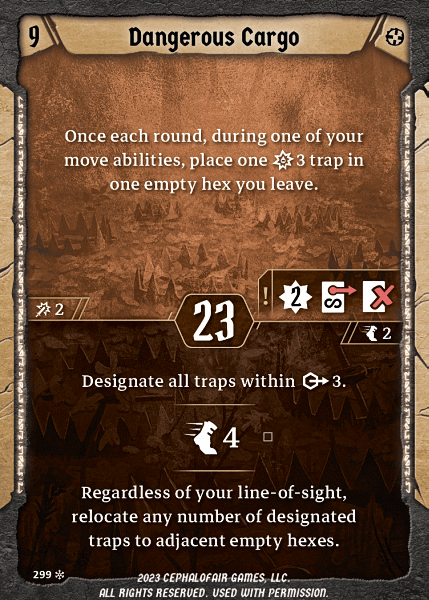 9
Dangerous Cargo
Once each round, during one of your
move abilities, place one 3 trap in
one empty hex you leave.
! 2 S
2
23
2
Designate all traps within 3.
4
Regardless of your line-of-sight,
relocate any number of designated
traps to adjacent empty hexes.
299
2023 CEPHALOFAIR GAMES, LLC.
ALL RIGHTS RESERVED. USED WITH PERMISSION.